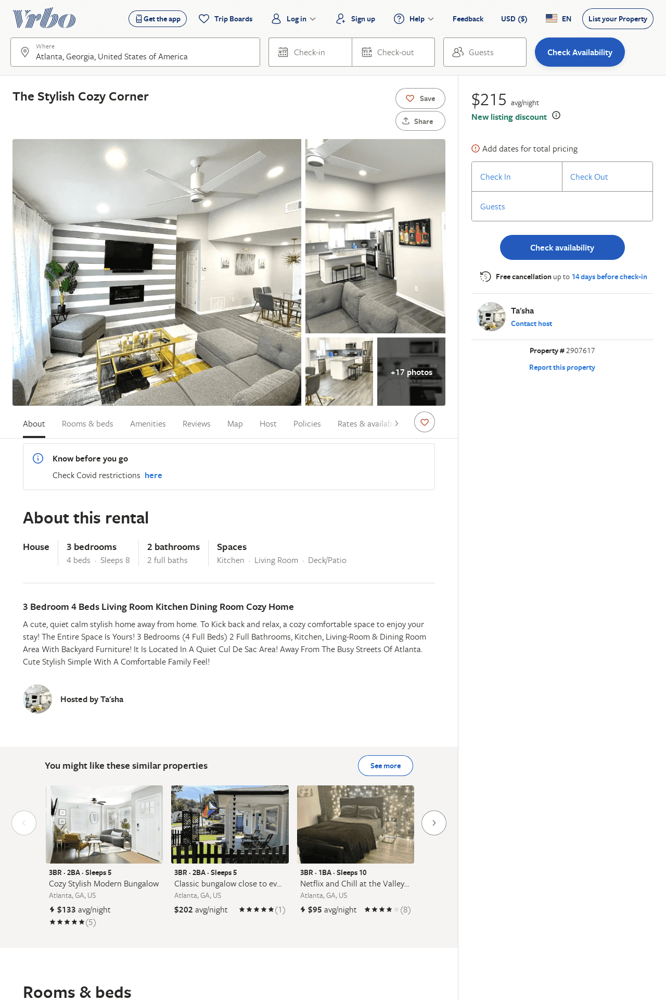 Vrbo
Get the app
Trip Boards
Log in
Sign up
Help
Feedback
USD ($)
EN
List your Property
Where
Atlanta, Georgia, United States of America
Check-in
Check-out
Guests
Check Availability
The Stylish Cozy Corner
Save
Share
+17 photos
$215 avg/night
New listing discount
Add dates for total pricing
Check In
Check Out
Guests
Check availability
Free cancellation up to 14 days before check-in
Ta'sha
Contact host
Property # 2907617
Report this property
About
Rooms & beds
Amenities
Reviews
Map
Host
Policies
Rates &
Know before you go
Check Covid restrictions here
About this rental
House
3 bedrooms
4 beds · Sleeps 8
2 bathrooms
2 full baths
Spaces
Kitchen · Living Room · Deck/Patio
3 Bedroom 4 Beds Living Room Kitchen Dining Room Cozy Home
A cute, quiet calm stylish home away from home. To Kick back and relax, a cozy comfortable space to enjoy your
stay! The Entire Space Is Yours! 3 Bedrooms (4 Full Beds) 2 Full Bathrooms, Kitchen, Living-Room & Dining Room
Area With Backyard Furniture! It Is Located In A Quiet Cul De Sac Area! Away From The Busy Streets Of Atlanta.
Cute Stylish Simple With A Comfortable Family Feel!
Hosted by Ta'sha
You might like these similar properties
See more
3BR · 2BA · Sleeps 5
Cozy Stylish Modern Bungalow
Atlanta, GA, US
$133 avg/night
(5)
3BR · 2BA · Sleeps 5
Classic bungalow close to ev...
Atlanta, GA, US
$202 avg/night
(1)
3BR · 1BA · Sleeps 10
Netflix and Chill at the Valley...
Atlanta, GA, US
$95 avg/night
(8)
Rooms & beds